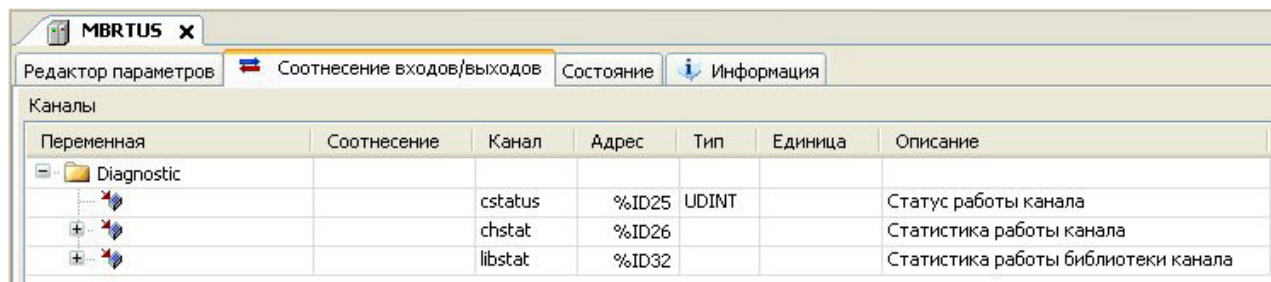 MBRTUS
Редактор параметров Соотнесение входов/выходов Состояние Информация
Каналы
Переменная Соотнесение Канал Адрес Тип Единица Описание
Diagnostic
cstatus %ID25 UDINT Статус работы канала
chstat %ID26 Статистика работы канала
libstat %ID32 Статистика работы библиотеки канала